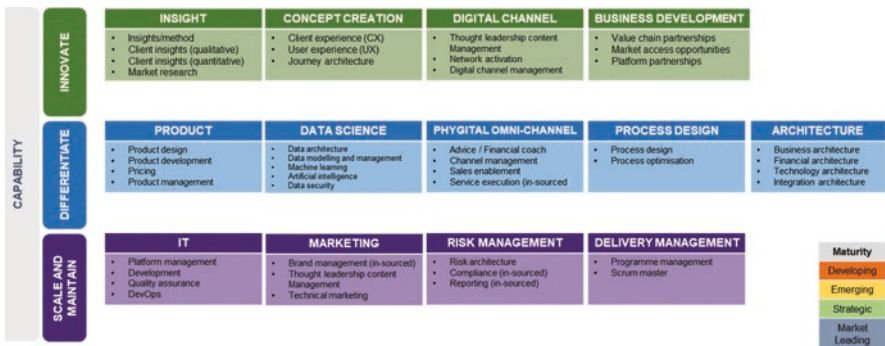 CAPABILITY
INNOVATE
INSIGHT
• Insights/method
• Client insights (qualitative)
• Client insights (quantitative)
• Market research
CONCEPT CREATION
• Client experience (CX)
• User experience (UX)
• Journey architecture
DIGITAL CHANNEL
• Thought leadership content
Management
• Network activation
• Digital channel management
BUSINESS DEVELOPMENT
• Value chain partnerships
• Market access opportunities
• Platform partnerships
DIFFERENTIATE
PRODUCT
• Product design
• Product development
• Pricing
• Product management
DATA SCIENCE
• Data architecture
• Data modelling and management
• Machine learning
• Artificial intelligence
• Data security
PHYGITAL OMNI-CHANNEL
• Advice / Financial coach
• Channel management
• Sales enablement
• Service execution (in-sourced
PROCESS DESIGN
• Process design
• Process optimisation
ARCHITECTURE
• Business architecture
• Financial architecture
• Technology architecture
• Integration architecture
SCALE AND
MAINTAIN
IT
• Platform management
• Development
• Quality assurance
• DevOps
MARKETING
• Brand management (in-sourced)
• Thought leadership content
Management
• Technical marketing
RISK MANAGEMENT
• Risk architecture
• Compliance (in-sourced)
• Reporting (in-sourced)
DELIVERY MANAGEMENT
• Programme management
• Scrum master
Maturity
Developing
Emerging
Strategic
Market
Leading